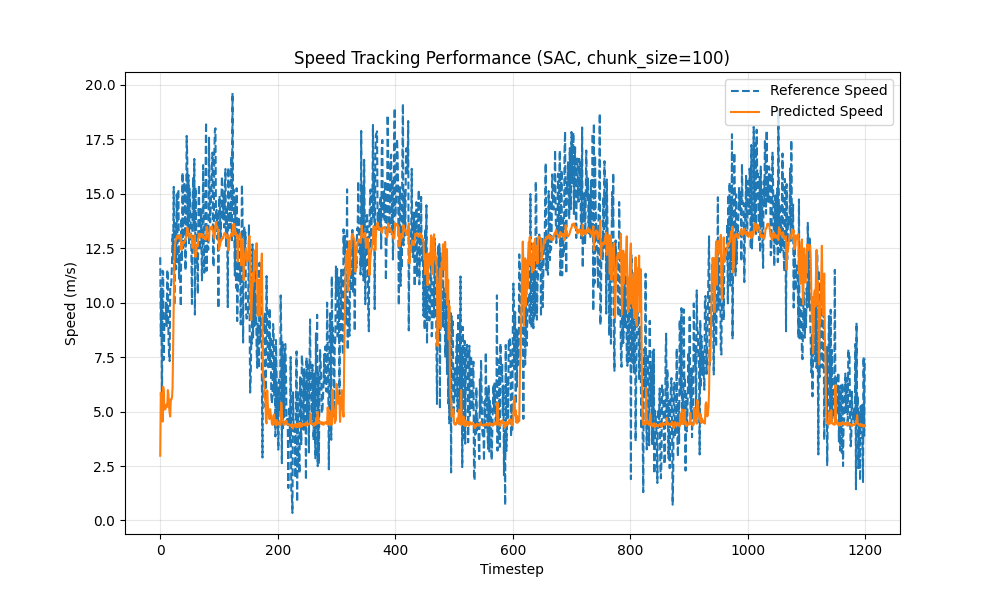 Speed Tracking Performance (SAC, chunk_size=100)
Reference Speed
Predicted Speed
Speed (m/s)
20.0
17.5
15.0
12.5
10.0
7.5
5.0
2.5
0.0
0 200 400 600 800 1000 1200
Timestep